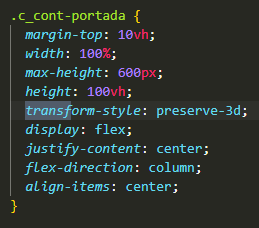 .c_cont-portada {
margin-top: 10vh;
width: 100%;
max-height: 600px;
height: 100vh;
transform-style: preserve-3d;
display: flex;
justify-content: center;
flex-direction: column;
align-items: center;
}